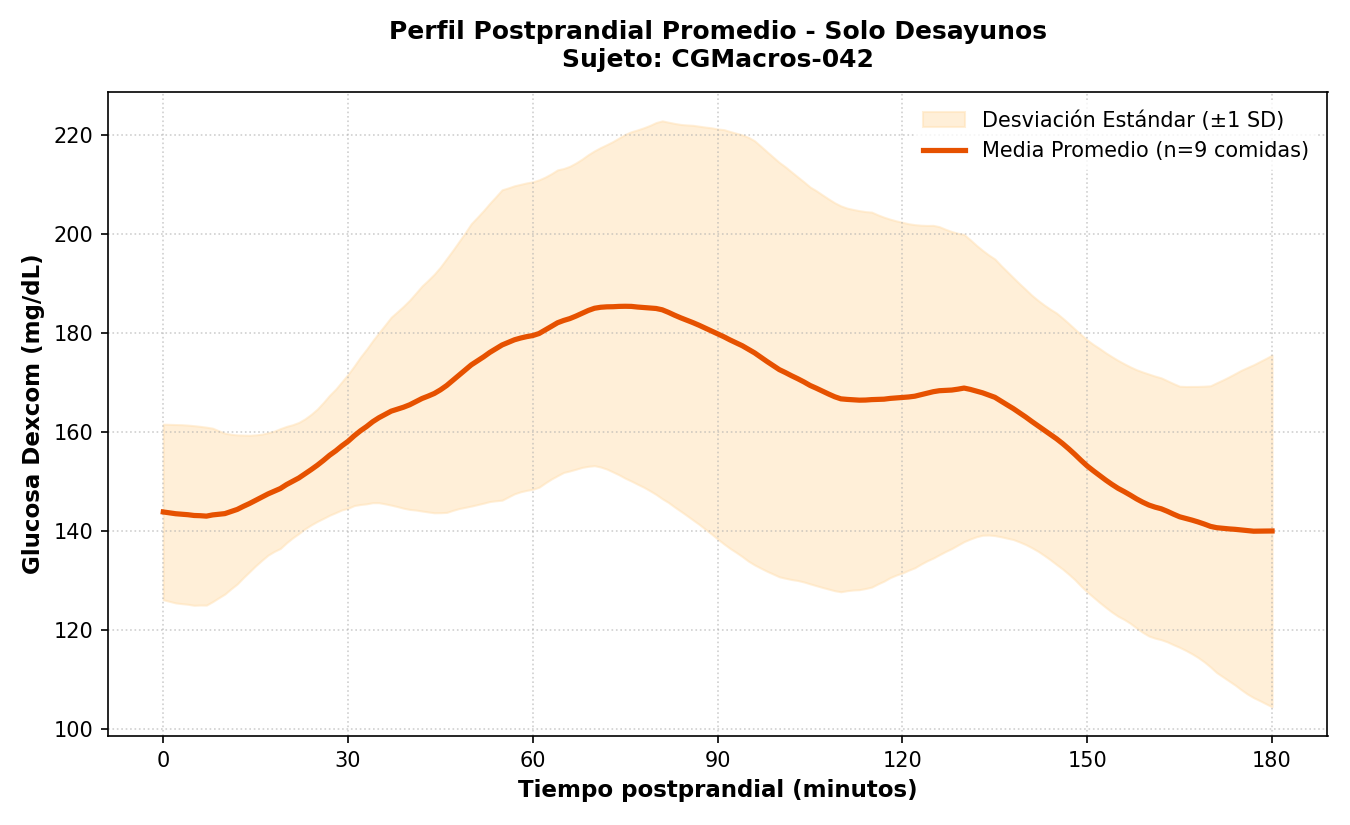 Perfil Postprandial Promedio - Solo Desayunos
Sujeto: CGMacros-042
Desviación Estándar (±1 SD)
Media Promedio (n=9 comidas)
Glucosa Dexcom (mg/dL)
220
200
180
160
140
120
100
0 30 60 90 120 150 180
Tiempo postprandial (minutos)